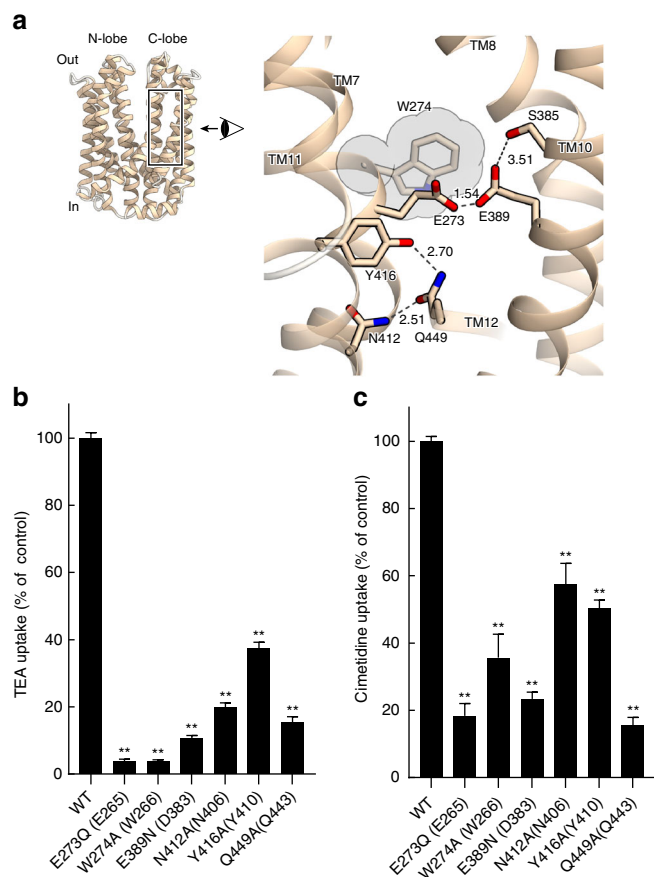 a
N-lobe C-lobe
Out
In
TM8
TM7
W274
S385
TM10
TM11
3.51
1.54
E273
E389
2.70
Y416
2.51
TM12
N412
Q449
b
TEA uptake (% of control)
100
80
60
40
20
0
**
**
**
**
**
**
WT
E273Q (E265)
W274A (W266)
E389N (D383)
N412A(N406)
Y416A(Y410)
Q449A(Q443)
c
Cimetidine uptake (% of control)
100
80
60
40
20
0
**
**
**
**
**
**
WT
E273Q (E265)
W274A (W266)
E389N (D383)
N412A(N406)
Y416A(Y410)
Q449A(Q443)